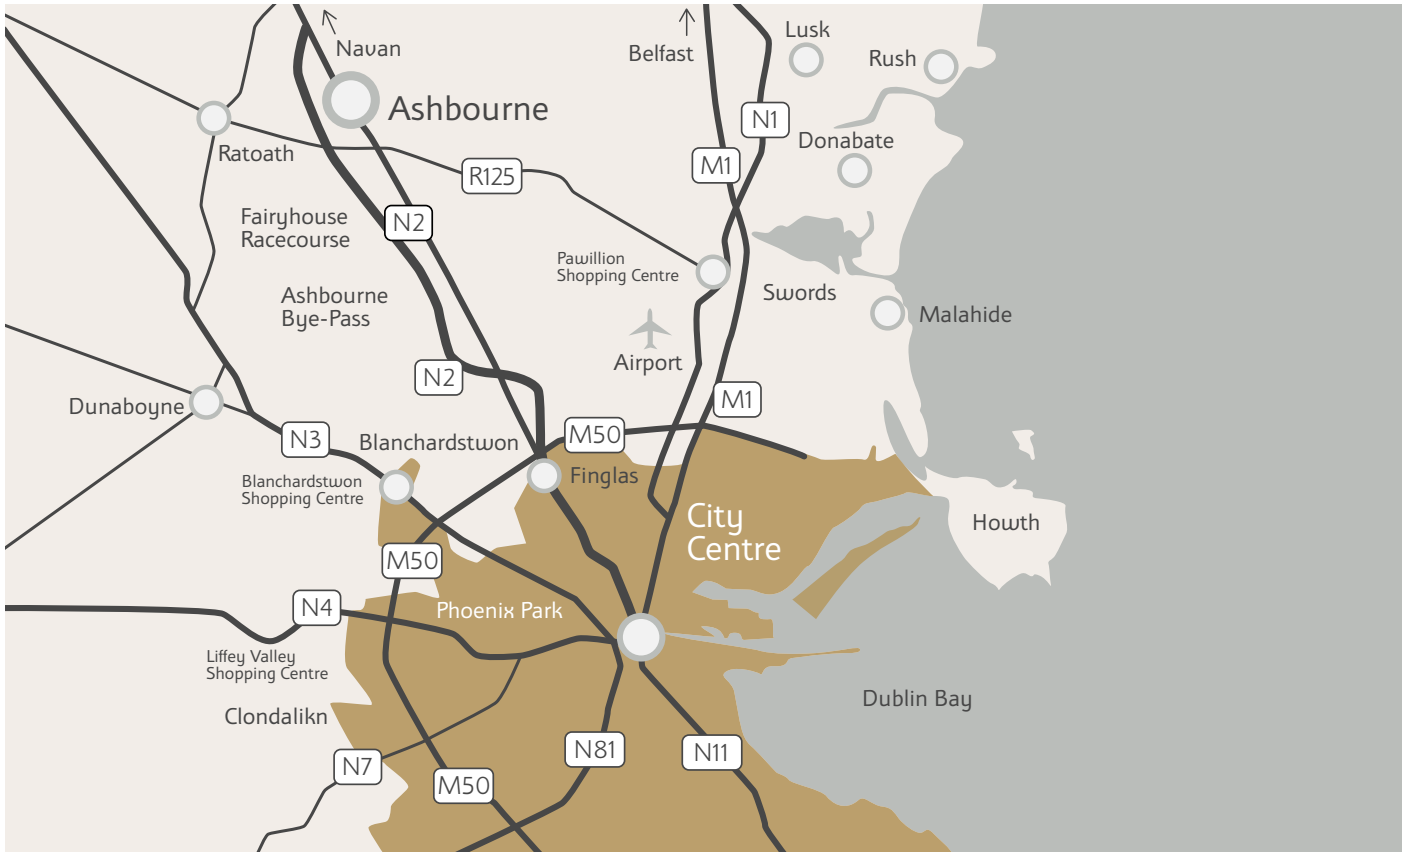 Navan
Belfast
Lusk
Rush
Ashbourne
N1
Donabate
Ratoath
M1
R125
Fairyhouse
Racecourse
N2
Pawillion
Shopping Centre
Swords
Ashbourne
Bye-Pass
Malahide
Airport
N2
M1
Dunaboyne
N3
Blanchardstwon
M50
Blanchardstwon
Shopping Centre
Finglas
City
Centre
Howth
M50
N4
Phoenix Park
Liffey Valley
Shopping Centre
Clondalikn
Dublin Bay
N81
N11
N7
M50